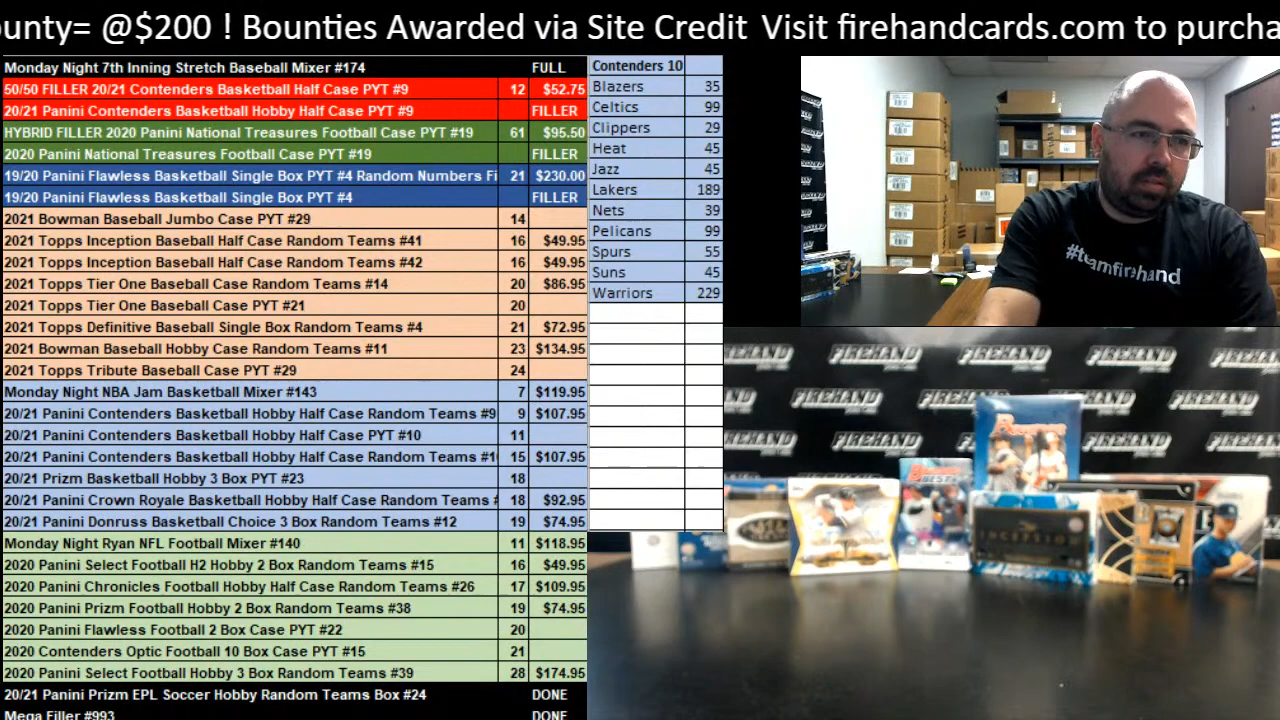 ounty= @$200 ! Bounties Awarded via Site Credit Visit firehandcards.com to purcha
Monday Night 7th Inning Stretch Baseball Mixer #174 FULL
50/50 FILLER 20/21 Contenders Basketball Half Case PYT #9 12 $52.75
20/21 Panini Contenders Basketball Hobby Half Case PYT #9 FILLER
HYBRID FILLER 2020 Panini National Treasures Football Case PYT #19 61 $95.50
2020 Panini National Treasures Football Case PYT #19 FILLER
19/20 Panini Flawless Basketball Single Box PYT #4 Random Numbers Fi 21 $230.00
19/20 Panini Flawless Basketball Single Box PYT #4 FILLER
2021 Bowman Baseball Jumbo Case PYT #29 14
2021 Topps Inception Baseball Half Case Random Teams #41 16 $49.95
2021 Topps Inception Baseball Half Case Random Teams #42 16 $49.95
2021 Topps Tier One Baseball Case Random Teams #14 20 $86.95
2021 Topps Tier One Baseball Case PYT #21 20
2021 Topps Definitive Baseball Single Box Random Teams #4 21 $72.95
2021 Bowman Baseball Hobby Case Random Teams #11 23 $134.95
2021 Topps Tribute Baseball Case PYT #29 24
Monday Night NBA Jam Basketball Mixer #143 7 $119.95
20/21 Panini Contenders Basketball Hobby Half Case Random Teams #9 9 $107.95
20/21 Panini Contenders Basketball Hobby Half Case PYT #10 11
20/21 Panini Contenders Basketball Hobby Half Case Random Teams #1 15 $107.95
20/21 Prizm Basketball Hobby 3 Box PYT #23 18
20/21 Panini Crown Royale Basketball Hobby Half Case Random Teams # 18 $92.95
20/21 Panini Donruss Basketball Choice 3 Box Random Teams #12 19 $74.95
Monday Night Ryan NFL Football Mixer #140 11 $118.95
2020 Panini Select Football H2 Hobby 2 Box Random Teams #15 16 $49.95
2020 Panini Chronicles Football Hobby Half Case Random Teams #26 17 $109.95
2020 Panini Prizm Football Hobby 2 Box Random Teams #38 19 $74.95
2020 Panini Flawless Football 2 Box Case PYT #22 20
2020 Contenders Optic Football 10 Box Case PYT #15 21
2020 Panini Select Football Hobby 3 Box Random Teams #39 28 $174.95
20/21 Panini Prizm EPL Soccer Hobby Random Teams Box #24 DONE
Mega Filler #993 DONE
Contenders 10
Blazers 35
Celtics 99
Clippers 29
Heat 45
Jazz 45
Lakers 189
Nets 39
Pelicans 99
Spurs 55
Suns 45
Warriors 229
#teamfirehand
FIREHAND FIREHAND FIREHAND FIREHAND FIREHAND
FIREHAND FIREHAND FIREHAND FIREHAND
FIREHAND FIREHAND FIREHAND FIREHAND
Bowman
Bowman's
BEST
INCEPTION